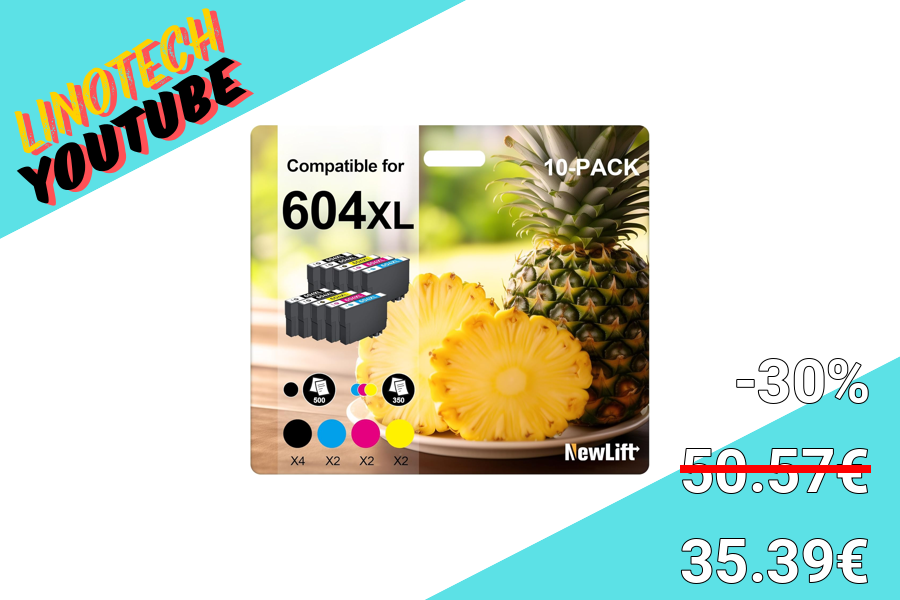 LINOTECH
YOUTUBE
Compatible for
10-PACK
604XL
500
350
X4 X2 X2 X2
NewLift
-30%
50.57€
35.39€